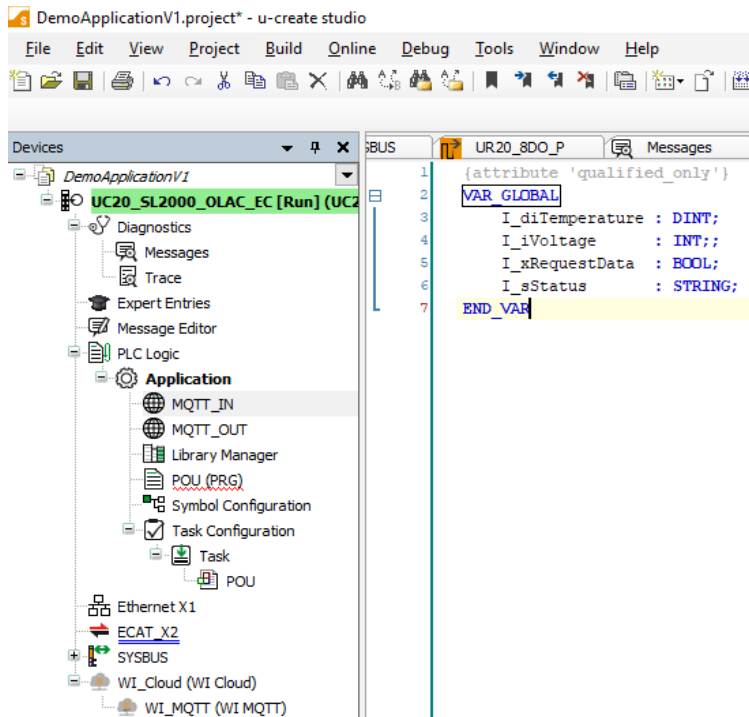 DemoApplicationV1.project* - u-create studio
File Edit View Project Build Online Debug Tools Window Help
Devices
SBUS
UR20_8DO_P
Messages
DemoApplicationV1
UC20_SL2000_OLAC_EC [Run] (UC2
Diagnostics
Messages
Trace
Expert Entries
Message Editor
PLC Logic
Application
MQTT_IN
MQTT_OUT
Library Manager
POU (PRG)
Symbol Configuration
Task Configuration
Task
POU
Ethernet X1
ECAT_X2
SYSBUS
WI_Cloud (WI Cloud)
WI_MQTT (WI MQTT)
1 {attribute 'qualified_only'}
2 VAR_GLOBAL
3 I_diTemperature : DINT;
4 I_iVoltage : INT;;
5 I_xRequestData : BOOL;
6 I_sStatus : STRING;
7 END_VAR